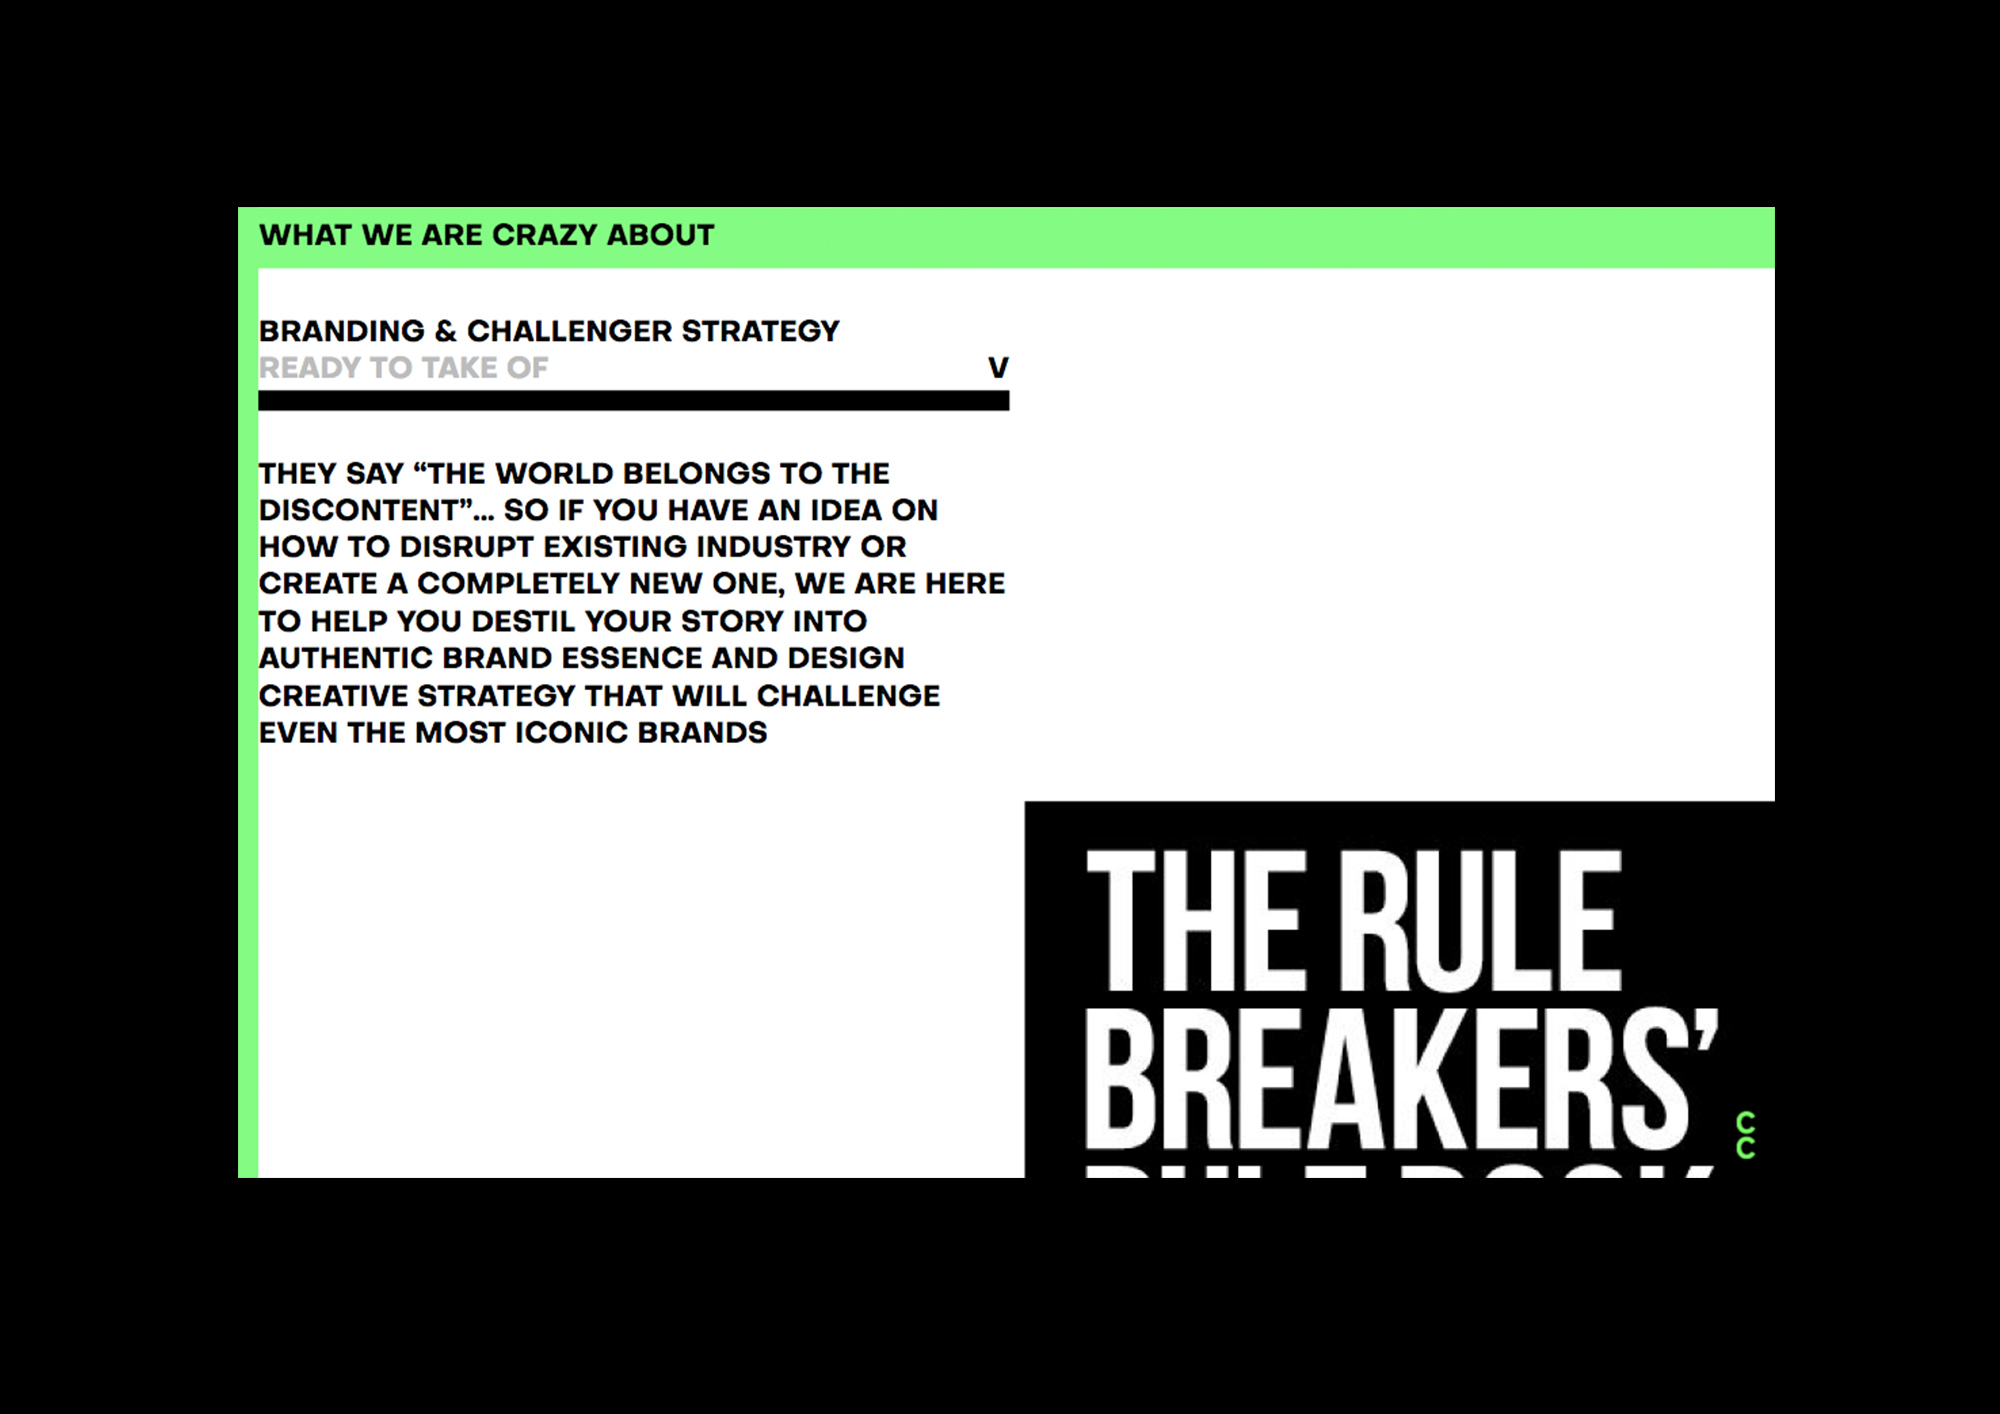 WHAT WE ARE CRAZY ABOUT
BRANDING & CHALLENGER STRATEGY
READY TO TAKE OF
V
THEY SAY “THE WORLD BELONGS TO THE
DISCONTENT”... SO IF YOU HAVE AN IDEA ON
HOW TO DISRUPT EXISTING INDUSTRY OR
CREATE A COMPLETELY NEW ONE, WE ARE HERE
TO HELP YOU DESTIL YOUR STORY INTO
AUTHENTIC BRAND ESSENCE AND DESIGN
CREATIVE STRATEGY THAT WILL CHALLENGE
EVEN THE MOST ICONIC BRANDS
THE RULE
BREAKERS’
C
C